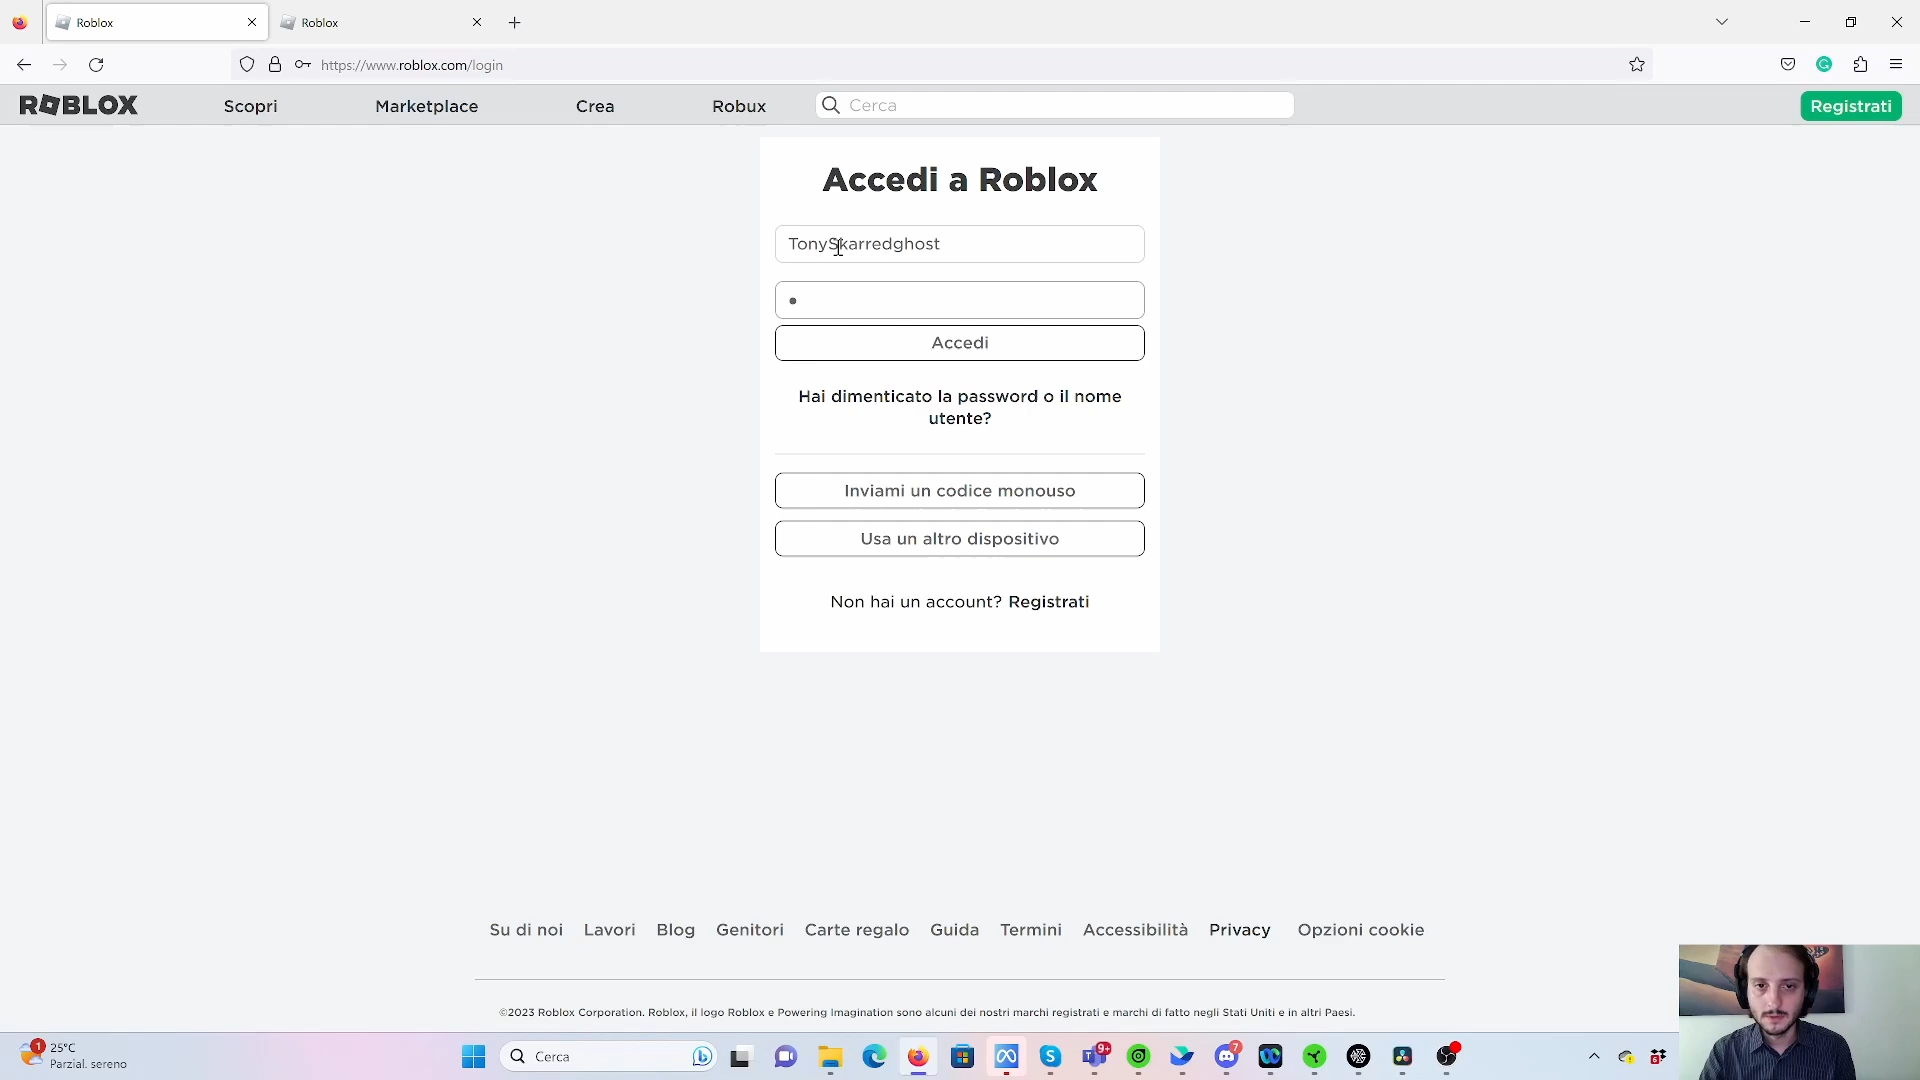 Roblox
Roblox
https://www.roblox.com/login
ROBLOX
Scopri
Marketplace
Crea
Robux
Cerca
Registrati
Accedi a Roblox
TonySkarredghost
Accedi
Hai dimenticato la password o il nome
utente?
Inviami un codice monouso
Usa un altro dispositivo
Non hai un account? Registrati
Su di noi
Lavori
Blog
Genitori
Carte regalo
Guida
Termini
Accessibilità
Privacy
Opzioni cookie
©2023 Roblox Corporation. Roblox, il logo Roblox e Powering Imagination sono alcuni dei nostri marchi registrati e marchi di fatto negli Stati Uniti e in altri Paesi.
1
25°C
Parzial. sereno
Cerca
9+
7